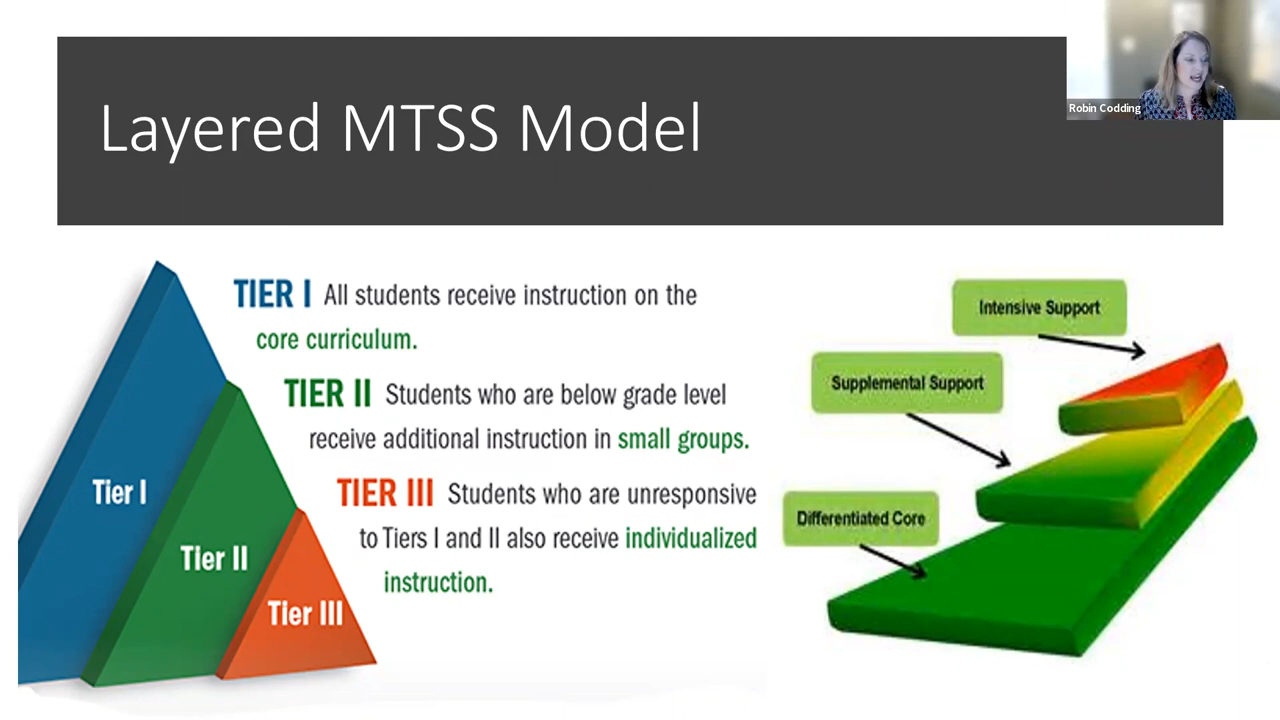 Layered MTSS Model
Robin Codding
TIER I All students receive instruction on the
core curriculum.
TIER II Students who are below grade level
receive additional instruction in small groups.
TIER III Students who are unresponsive
to Tiers I and II also receive individualized
instruction.
Tier I
Tier II
Tier III
Intensive Support
Supplemental Support
Differentiated Core